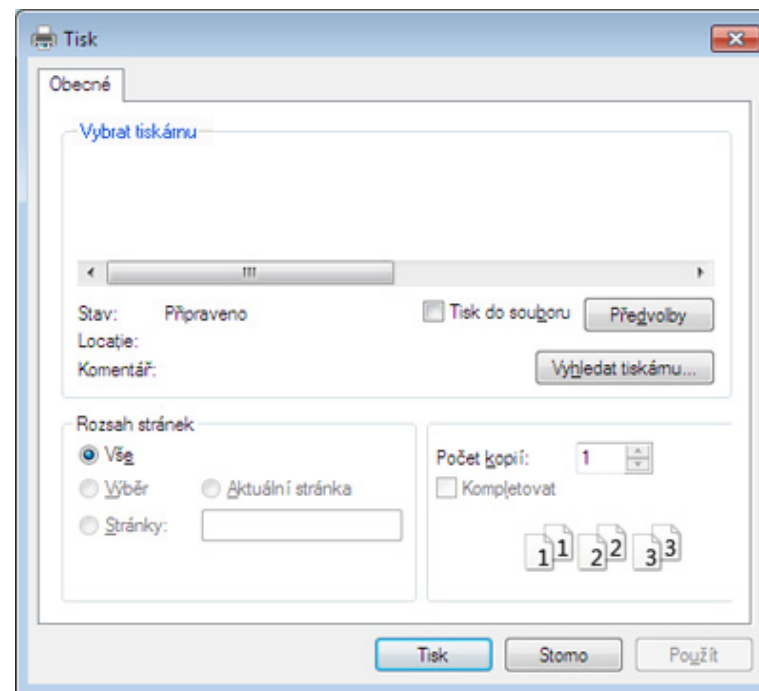 Tisk
Obecné
Vybrat tiskárnu
Stav: Připraveno
Tisk do souboru
Předvolby
Locaţie:
Komentář:
Vyhledat tiskárnu...
Rozsah stránek
Vše
Výběr
Aktuální stránka
Stránky:
Počet kopií: 1
Kompletovat
1 1 2 2 3 3
Tisk
Storno
Použít